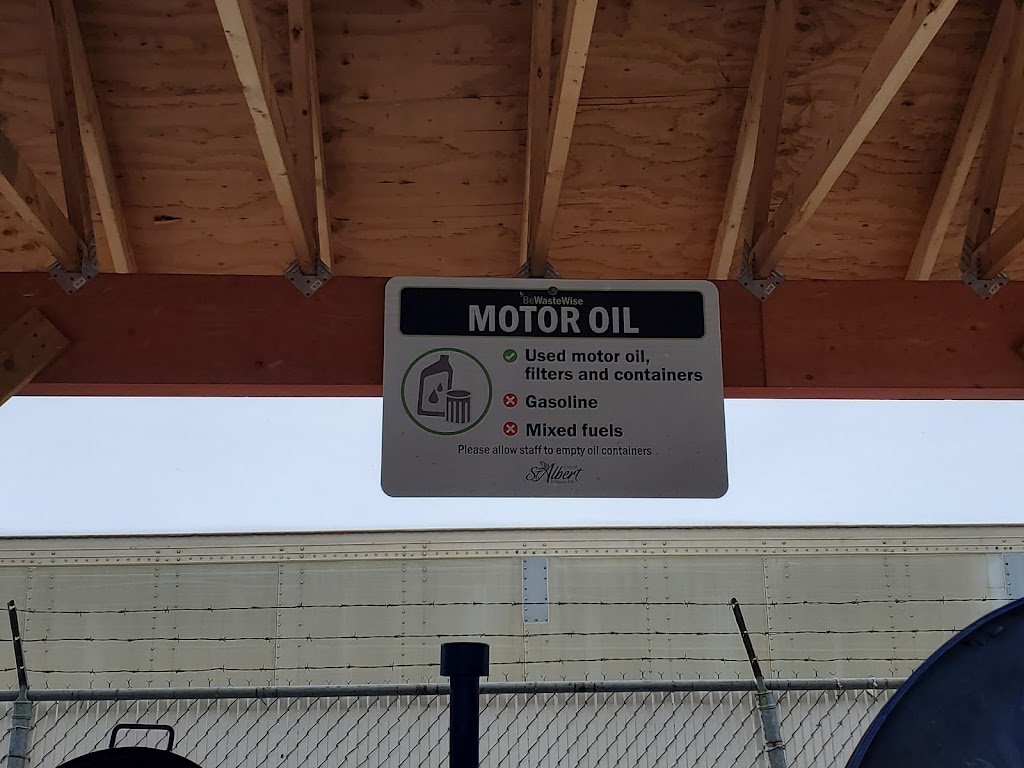 BeWasteWise
MOTOR OIL
Used motor oil,
filters and containers
Gasoline
Mixed fuels
Please allow staff to empty oil containers
St Albert